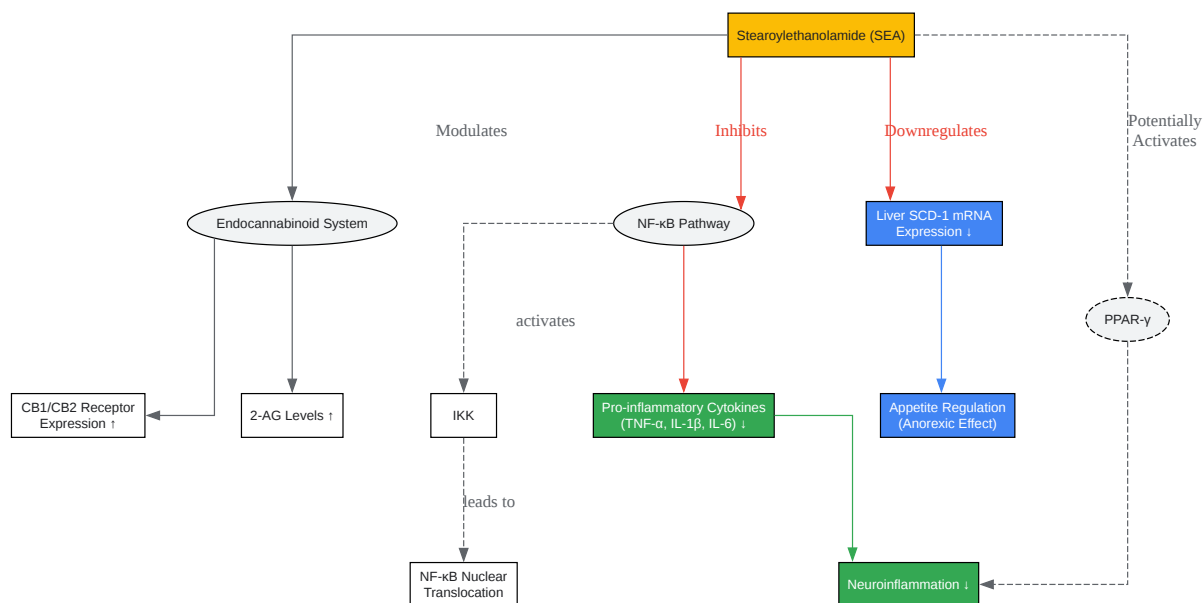 Stearoylethanolamide (SEA)
Modulates
Inhibits
Downregulates
Potentially
Activates
Endocannabinoid System
NF-κB Pathway
Liver SCD-1 mRNA
Expression ↓
PPAR-γ
activates
CB1/CB2 Receptor
Expression ↑
2-AG Levels ↑
IKK
Pro-inflammatory Cokines
(TNF-α, IL-1β, IL-6) ↓
Appetite Regulation
(Anorexic Effect)
leads to
NF-κB Nuclear
Translocation
Neuroinflammation ↓